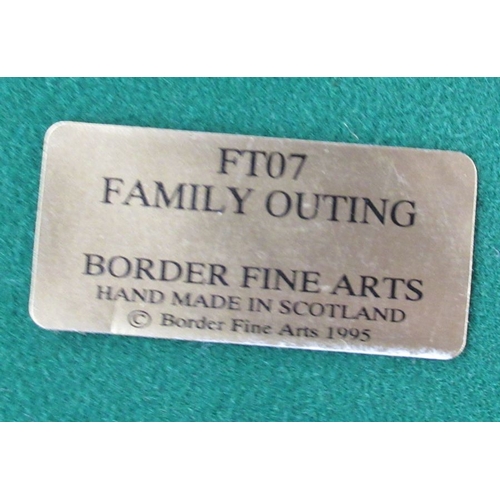 FT07
FAMILY OUTING
BORDER FINE ARTS
HAND MADE IN SCOTLAND
© Border Fine Arts 1995